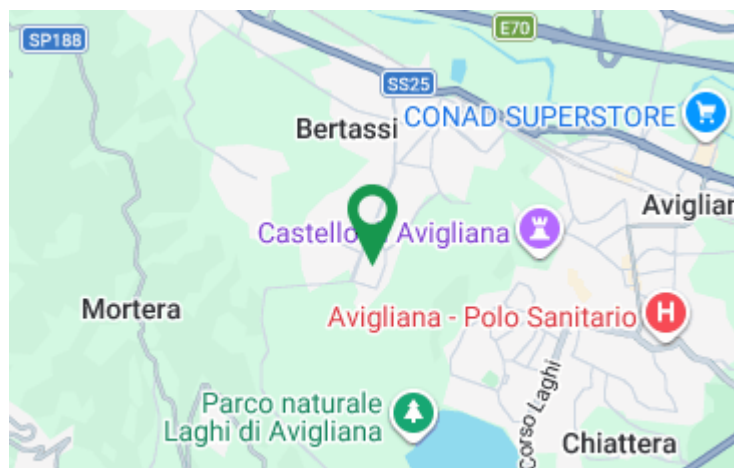 SP188
E70
SS25
Bertassi
CONAD SUPERSTORE
Aviglian
Castello
Avigliana
Mortera
Avigliana - Polo Sanitario
H
Corso Laghi
Parco naturale
Laghi di Avigliana
Chiattera